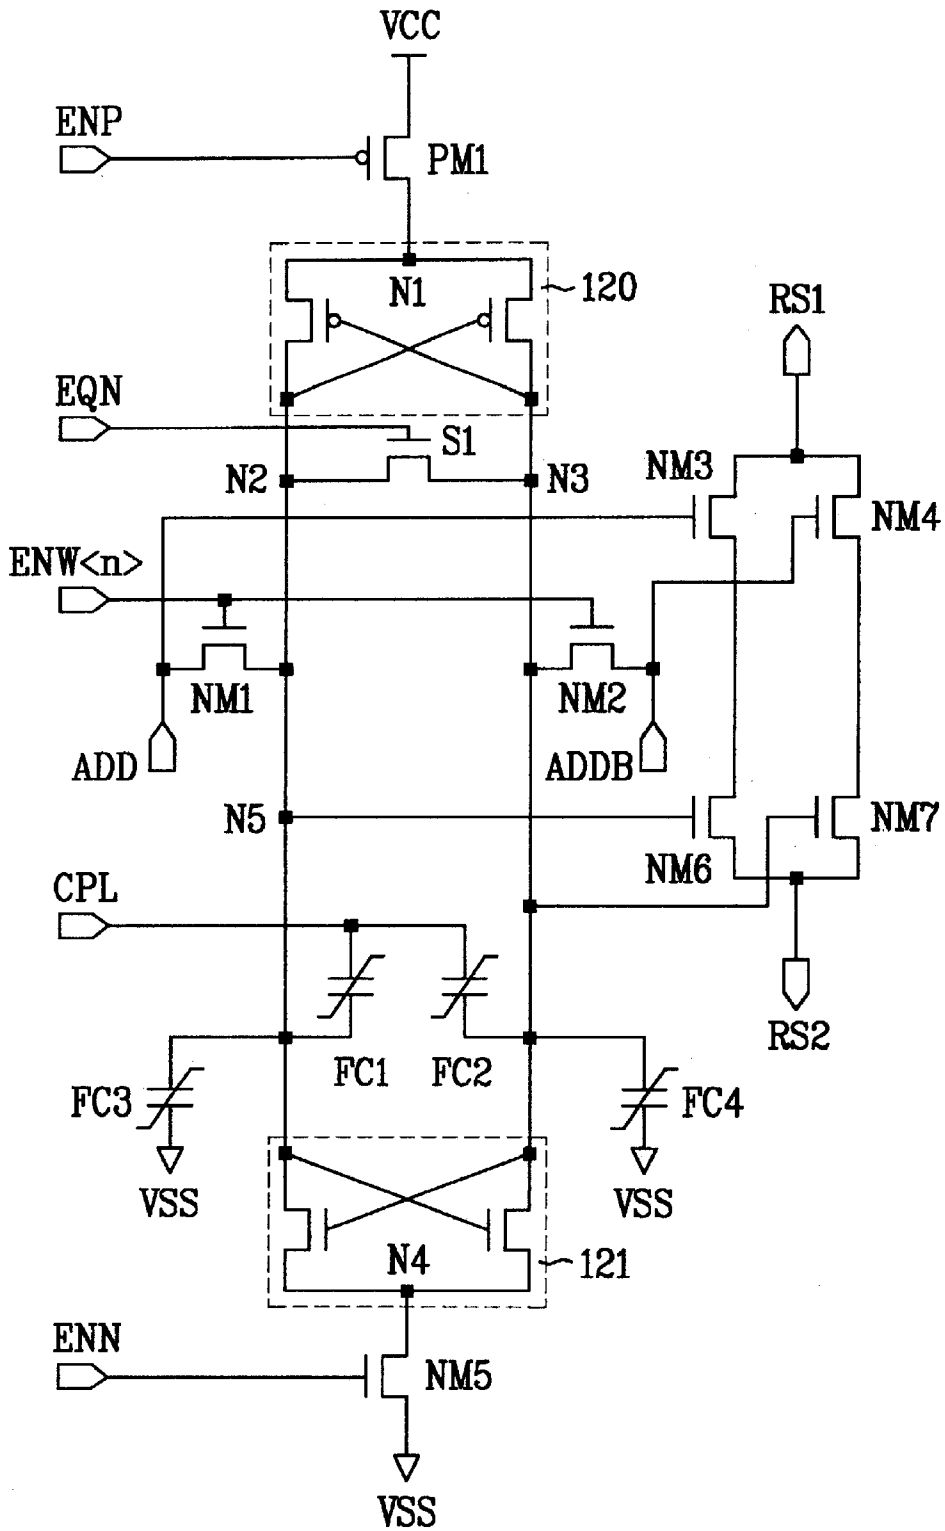 VCC
ENP
PM1
N1
120
RS1
EQN
S1
N2
N3
NM3
NM4
ENW<n>
NM1
NM2
ADD
ADDB
N5
NM6
NM7
CPL
FC1
FC2
RS2
FC3
FC4
VSS
VSS
N4
121
ENN
NM5
VSS